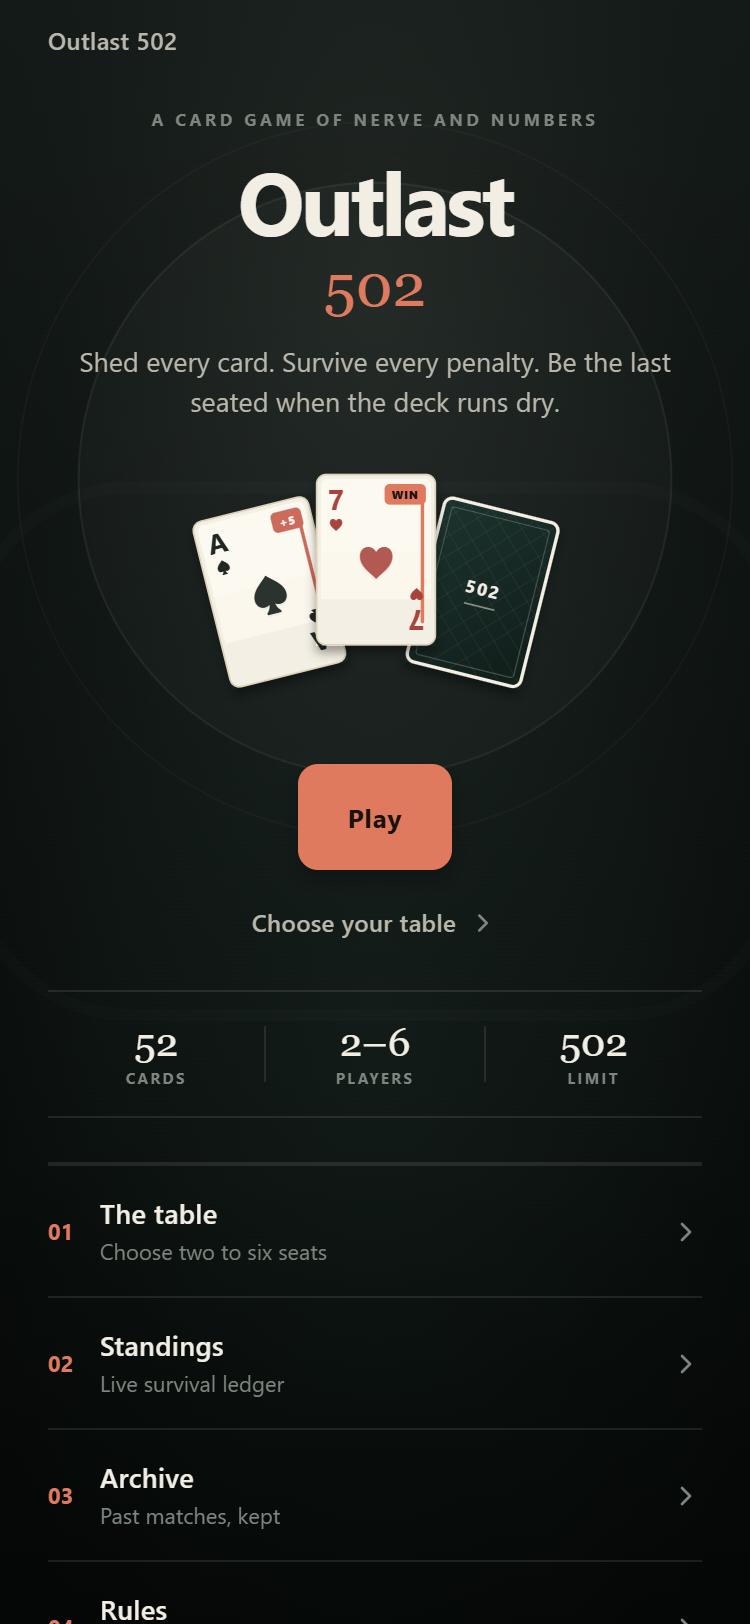 Outlast 502
A CARD GAME OF NERVE AND NUMBERS
Outlast
502
Shed every card. Survive every penalty. Be the last
seated when the deck runs dry.
A
+5
A
7
WIN
7
502
Play
Choose your table
52
CARDS
2–6
PLAYERS
502
LIMIT
01
The table
Choose two to six seats
02
Standings
Live survival ledger
03
Archive
Past matches, kept
04
Rules